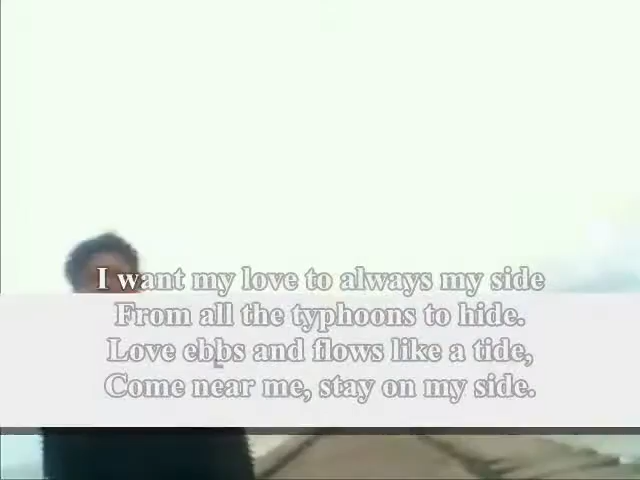 I want my love to always my side
From all the typhoons to hide.
Love ebbs and flows like a tide,
Come near me, stay on my side.